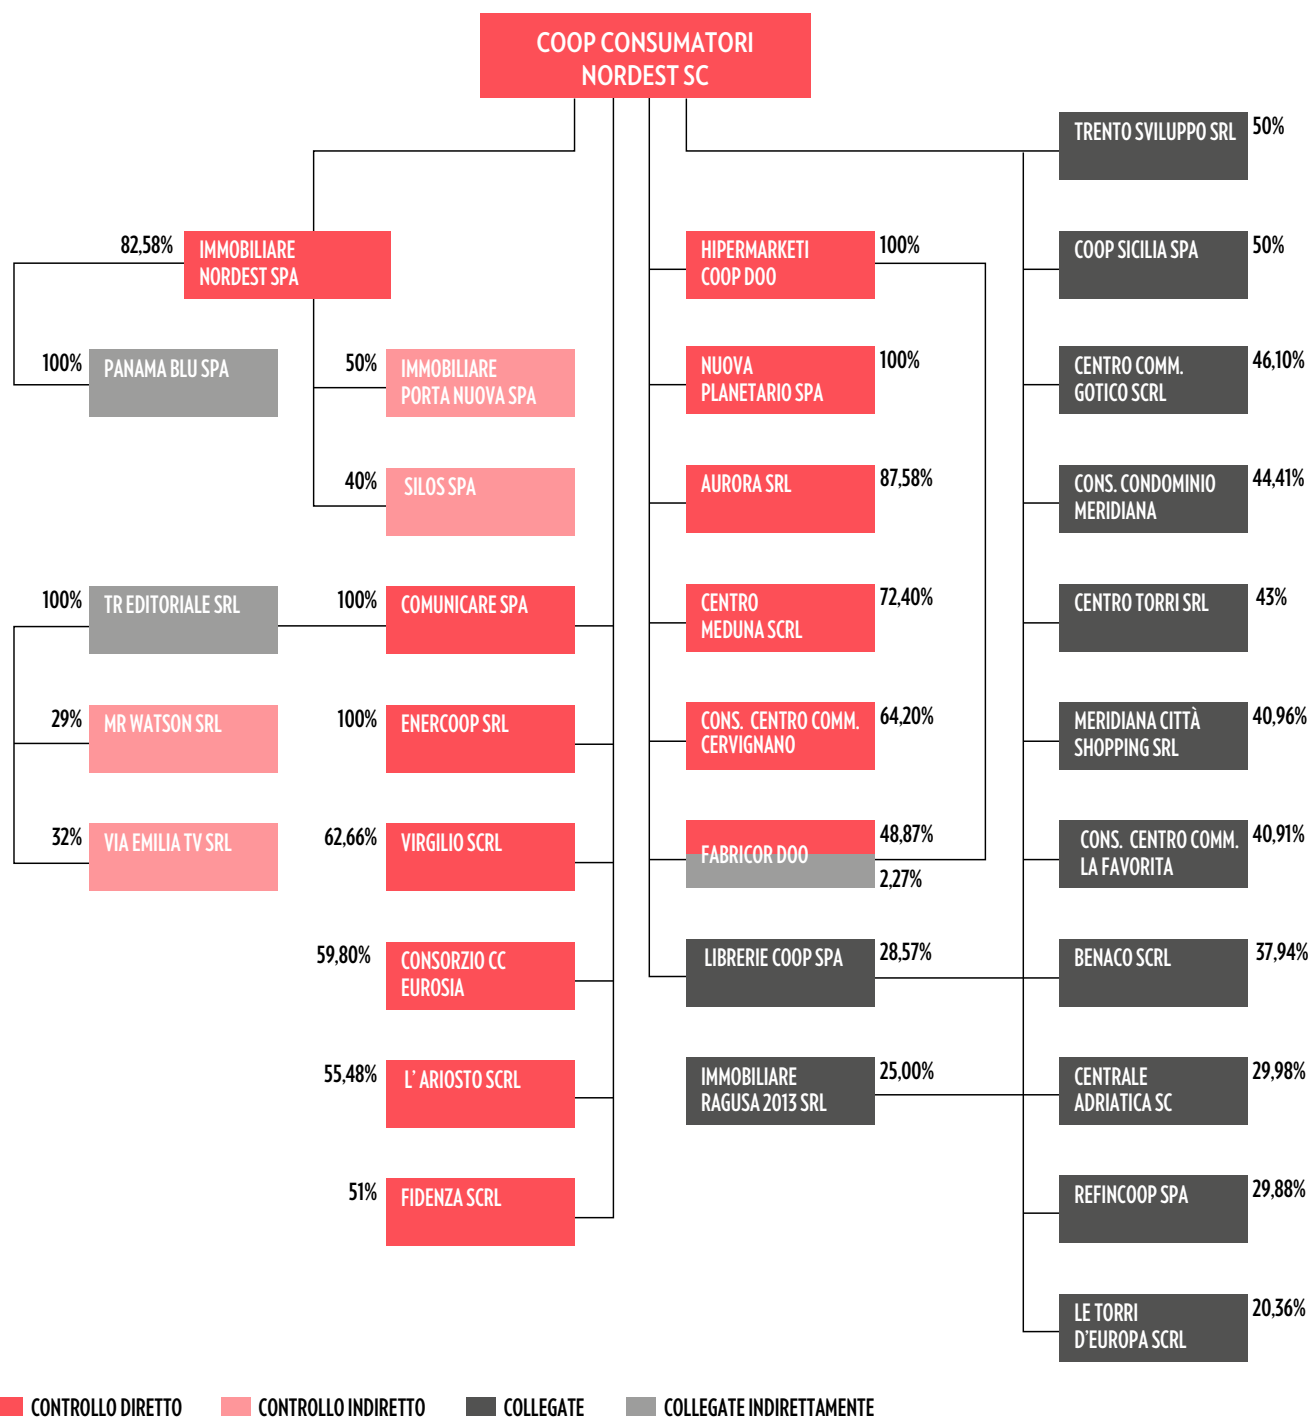 COOP CONSUMATORI
NORDEST SC
82,58%
IMMOBILIARE
NORDEST SPA
100%
PANAMA BLU SPA
50%
IMMOBILIARE
PORTA NUOVA SPA
40%
SILOS SPA
100%
TR EDITORIALE SRL
100%
COMUNICARE SPA
29%
MR WATSON SRL
100%
ENERCOOP SRL
32%
VIA EMILIA TV SRL
62,66%
VIRGILIO SCRL
59,80%
CONSORZIO CC
EUROSIA
55,48%
L' ARIOSTO SCRL
51%
FIDENZA SCRL
HIPERMARKETI
COOP DOO
100%
NUOVA
PLANETARIO SPA
100%
AURORA SRL
87,58%
CENTRO
MEDUNA SCRL
72,40%
CONS. CENTRO COMM.
CERVIGNANO
64,20%
FABRICOR DOO
48,87%
2,27%
LIBRERIE COOP SPA
28,57%
IMMOBILIARE
RAGUSA 2013 SRL
25,00%
TRENTO SVILUPPO SRL
50%
COOP SICILIA SPA
50%
CENTRO COMM.
GOTICO SCRL
46,10%
CONS. CONDOMINIO
MERIDIANA
44,41%
CENTRO TORRI SRL
43%
MERIDIANA CITTÀ
SHOPPING SRL
40,96%
CONS. CENTRO COMM.
LA FAVORITA
40,91%
BENACO SCRL
37,94%
CENTRALE
ADRIATICA SC
29,98%
REFINCOOP SPA
29,88%
LE TORRI
D'EUROPA SCRL
20,36%
CONTROLLO DIRETTO
CONTROLLO INDIRETTO
COLLEGATE
COLLEGATE INDIRETTAMENTE